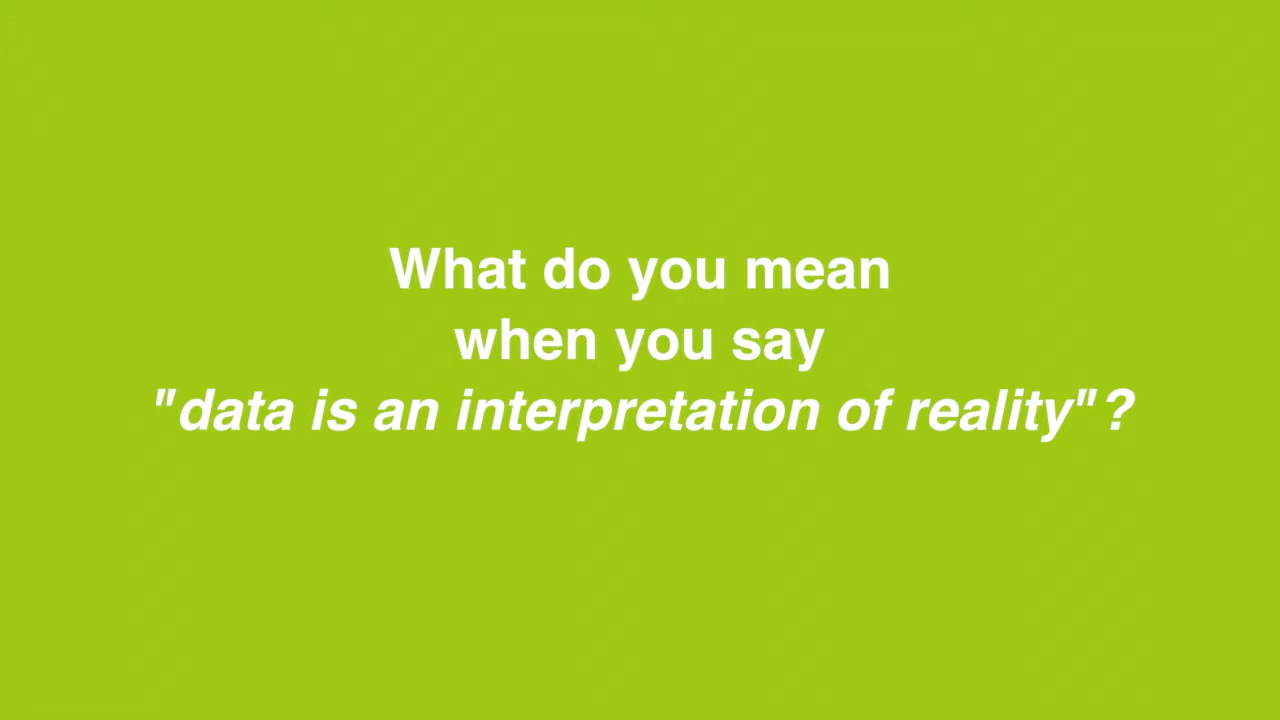 What do you mean
when you say
"data is an interpretation of reality"?